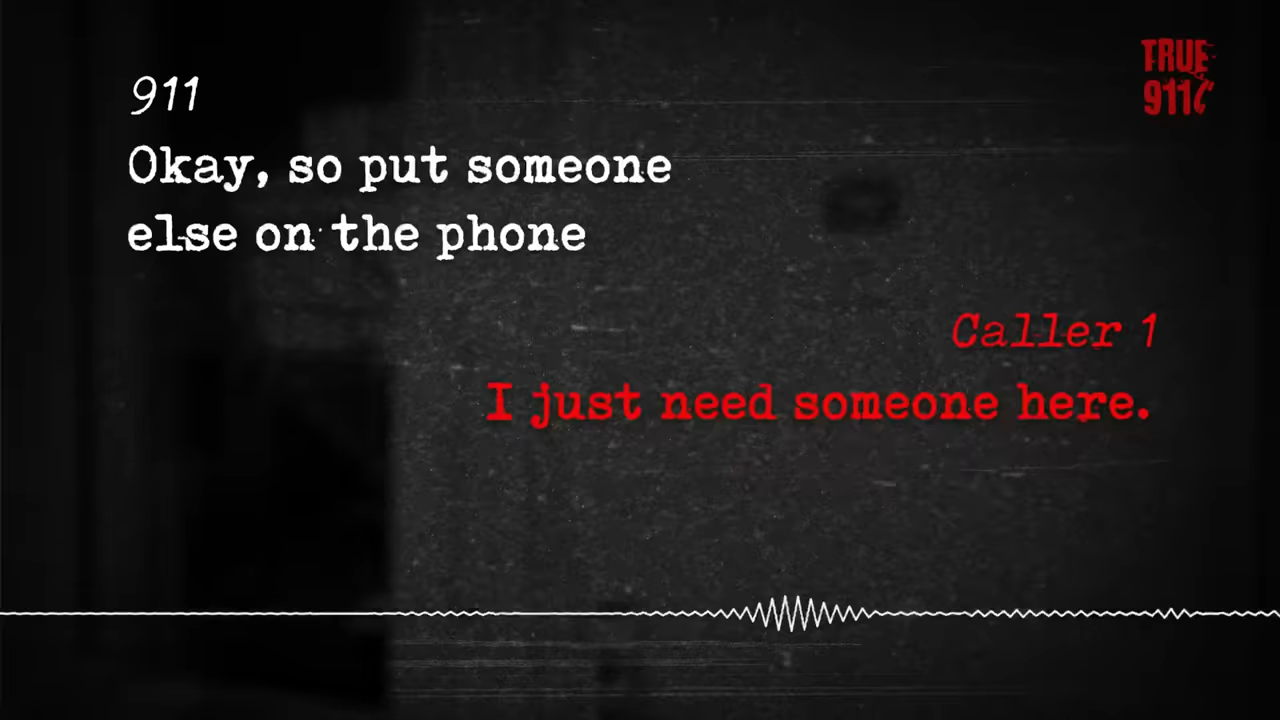 TRUE
911
911
Okay, so put someone
else on the phone
Caller 1
I just need someone here.